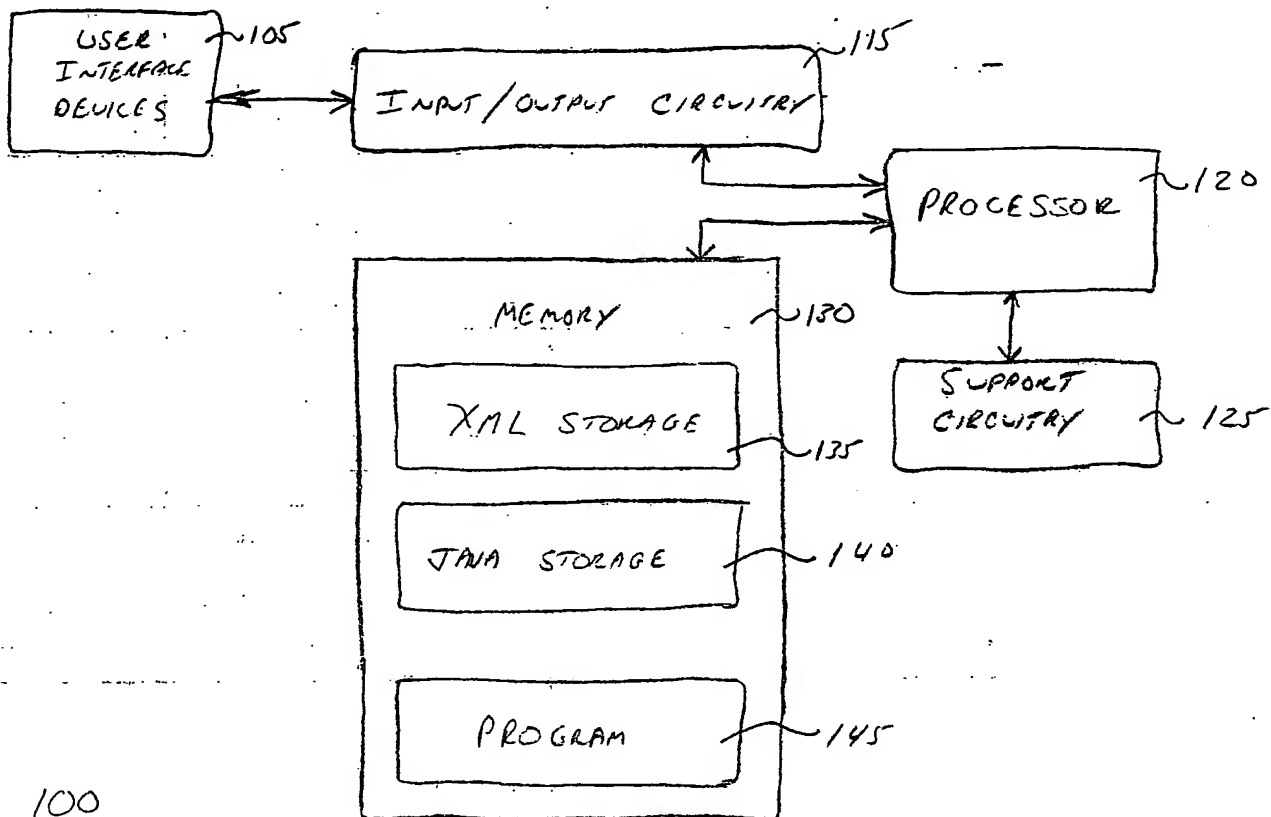 USER
INTERFACE
DEVICES
105
INPUT/OUTPUT CIRCUITRY
115
PROCESSOR
120
MEMORY
130
SUPPORT
CIRCUITRY
125
XML STORAGE
135
JAVA STORAGE
140
PROGRAM
145
100